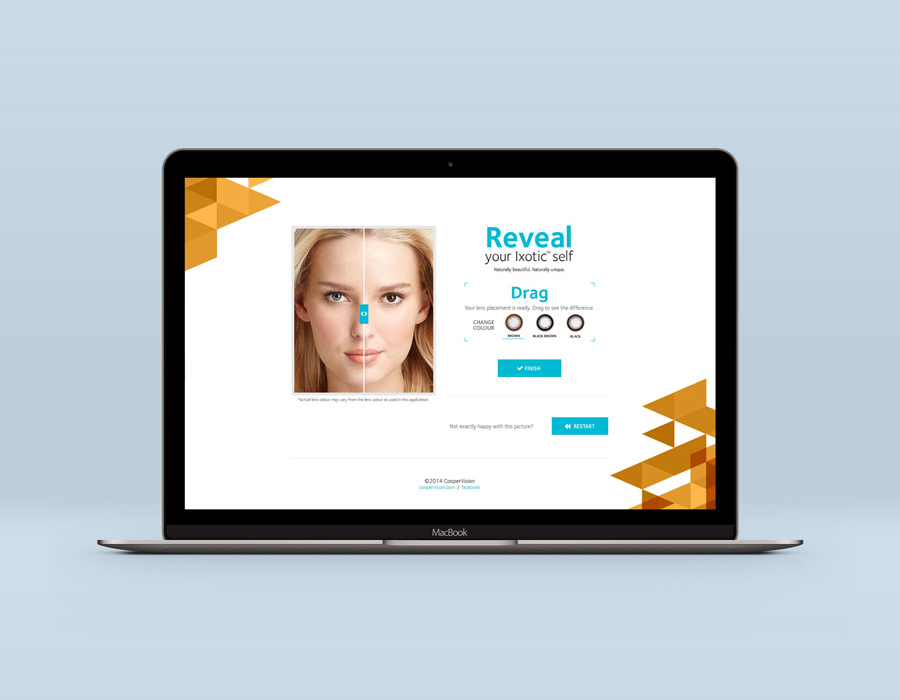 Reveal
your Ixotic™ self
Naturally beautiful. Naturally unique.
Drag
Your lens placement is ready. Drag to see the difference.
CHANGE
COLOUR
BROWN
BLACK BROWN
BLACK
FINISH
*Actual lens colour may vary from the lens colour as used in this application
Not exactly happy with this picture?
RESTART
©2014 CooperVision
coopervision.com / facebook
MacBook